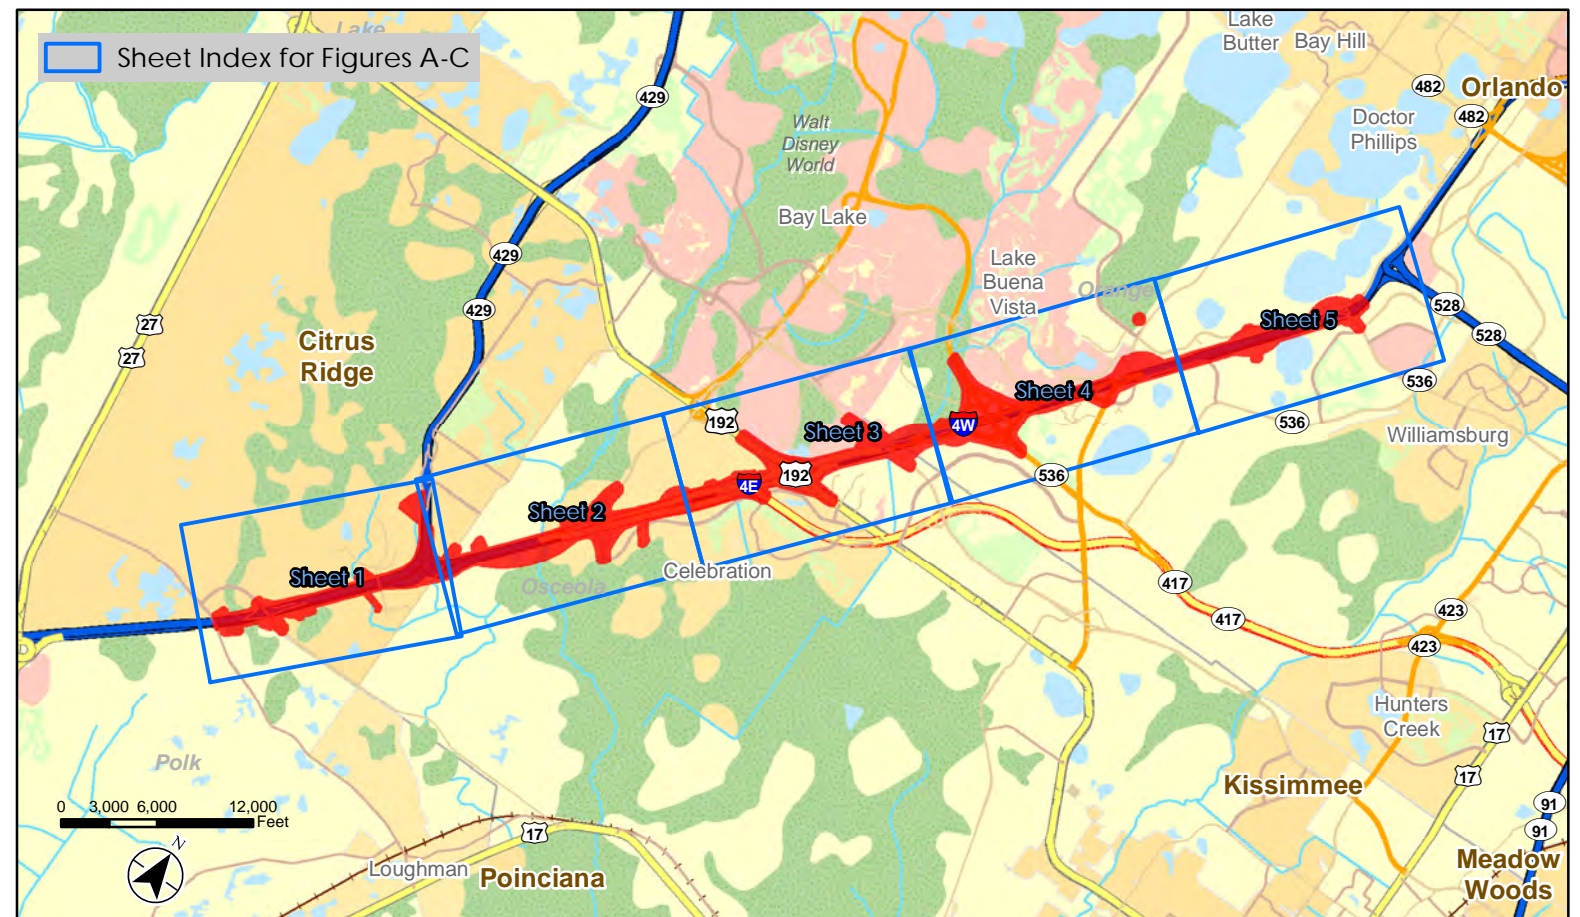 Lake
Sheet Index for Figures A-C
Lake
Butter
Bay Hill
482
Orlando
429
482
Doctor
Phillips
Walt
Disney
World
Bay Lake
429
Lake
Buena
Vista
Orange
429
27
27
Citrus
Ridge
528
528
Sheet 5
536
Sheet 4
192
536
4W
Sheet 3
Williamsburg
192
536
4E
Sheet 2
Sheet 1
Celebration
Osceola
417
417
423
423
Hunters
Creek
17
17
Polk
Kissimmee
0 3,000 6,000 12,000
Feet
91
91
17
N
Loughman
Poinciana
Meadow
Woods